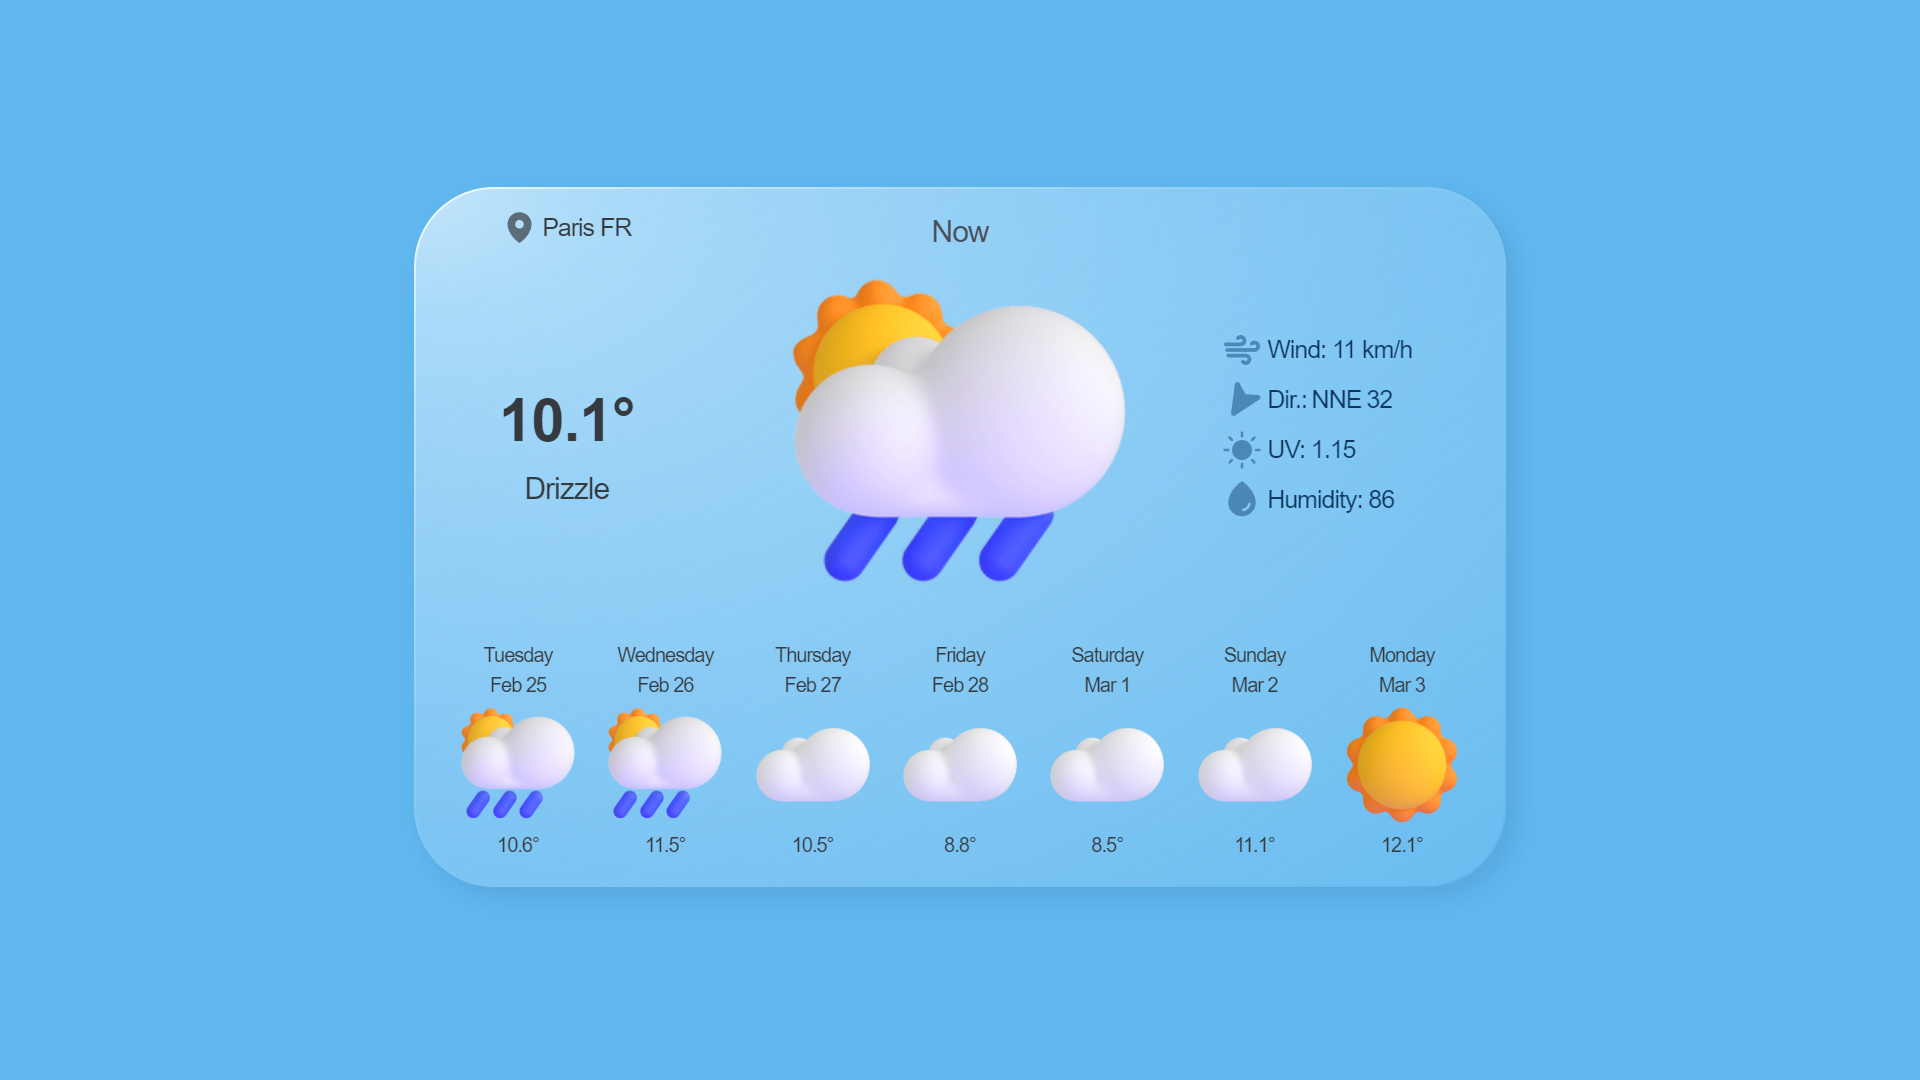 Paris FR
Now
10.1°
Drizzle
Wind: 11 km/h
Dir.: NNE 32
UV: 1.15
Humidity: 86
Tuesday
Feb 25
10.6°
Wednesday
Feb 26
11.5°
Thursday
Feb 27
10.5°
Friday
Feb 28
8.8°
Saturday
Mar 1
8.5°
Sunday
Mar 2
11.1°
Monday
Mar 3
12.1°